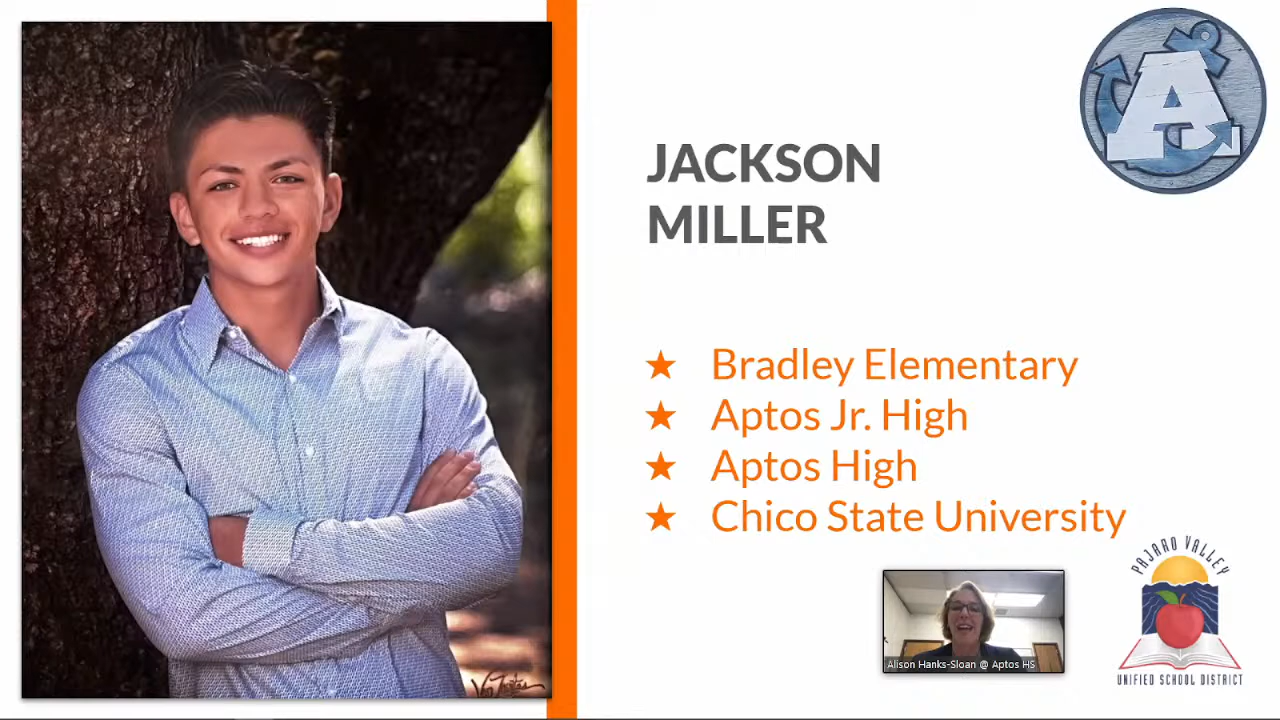 JACKSON
MILLER
A
★ Bradley Elementary
★ Aptos Jr. High
★ Aptos High
★ Chico State University
PAJARO VALLEY
UNIFIED SCHOOL DISTRICT
Alison Hanks-Sloan @ Aptos HS